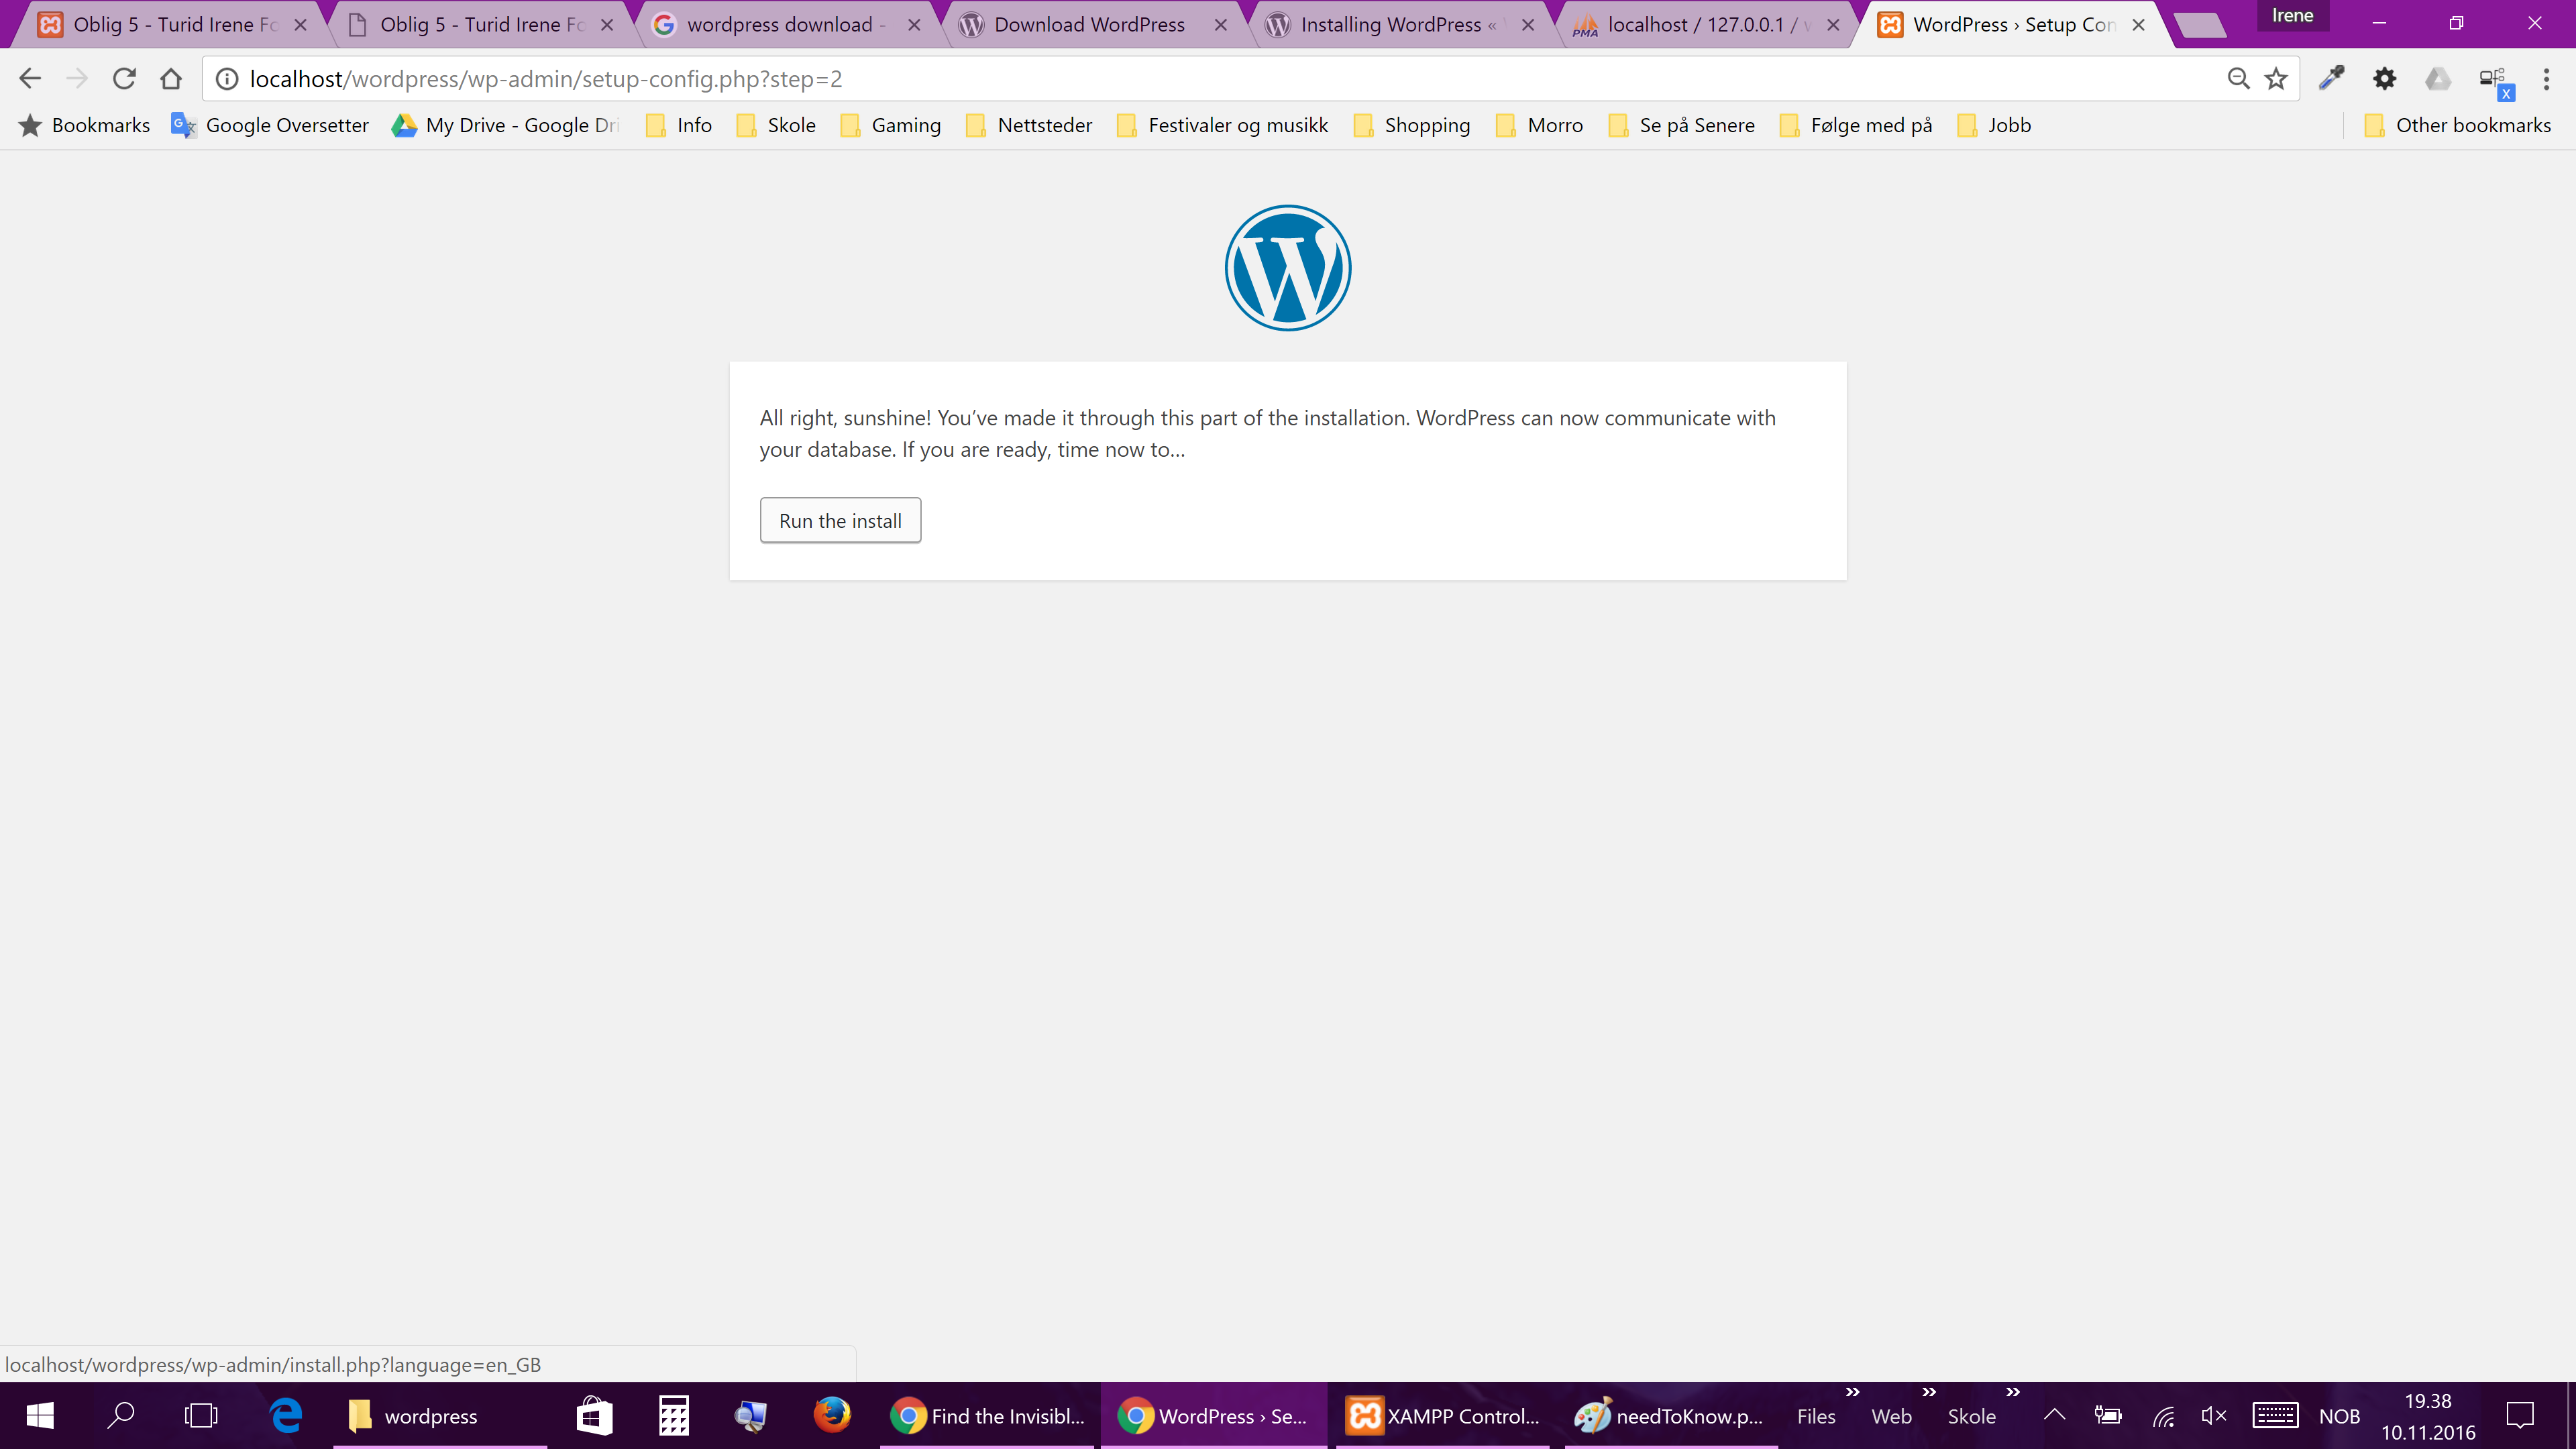 Oblig 5 - Turid Irene Fo
Oblig 5 - Turid Irene Fo
wordpress download -
Download WordPress
Installing WordPress «
localhost / 127.0.0.1 /
WordPress › Setup Con
Irene
localhost/wordpress/wp-admin/setup-config.php?step=2
Bookmarks
Google Oversetter
My Drive - Google Dri
Info
Skole
Gaming
Nettsteder
Festivaler og musikk
Shopping
Morro
Se på Senere
Følge med på
Jobb
Other bookmarks
All right, sunshine! You’ve made it through this part of the installation. WordPress can now communicate with
your database. If you are ready, time now to…
Run the install
localhost/wordpress/wp-admin/install.php?language=en_GB
wordpress
Find the Invisibl...
WordPress › Se...
XAMPP Control...
needToKnow.p...
Files
Web
Skole
NOB
19.38
10.11.2016